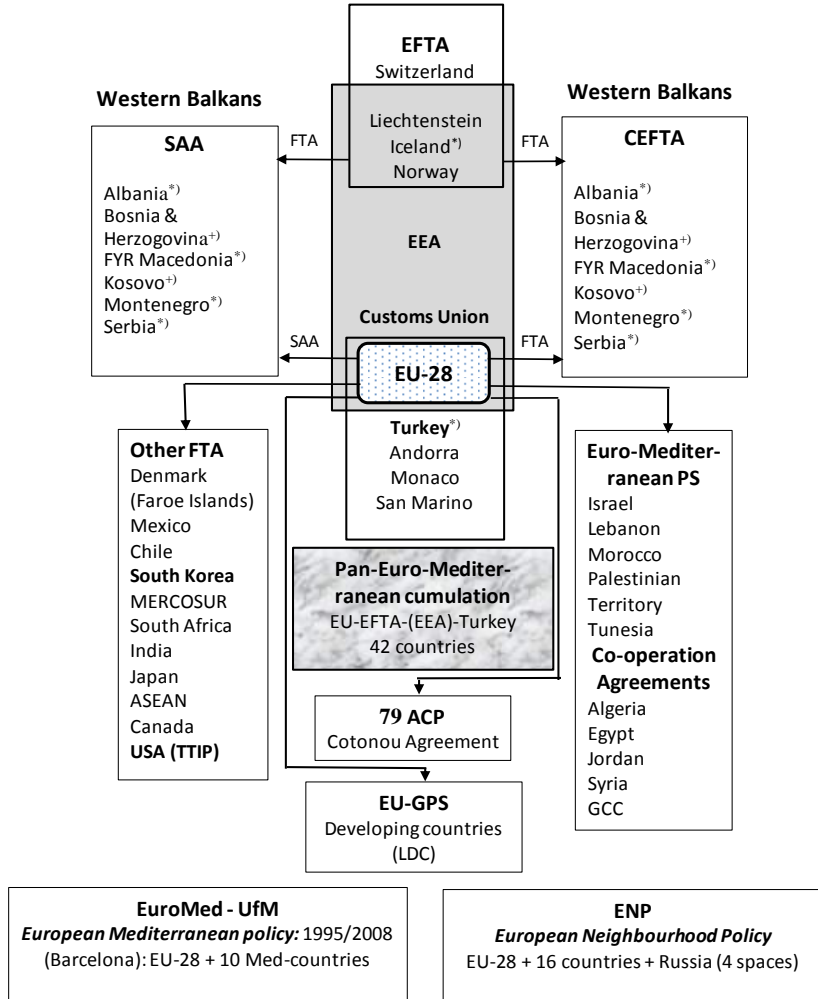 EFTA
Switzerland
Liechtenstein
Iceland*)
Norway
Western Balkans
SAA
Albania*)
Bosnia &
Herzogovina+)
FYR Macedonia*)
Kosovo+)
Montenegro*)
Serbia*)
FTA
FTA
Western Balkans
CEFTA
Albania*)
Bosnia &
Herzogovina+)
FYR Macedonia*)
Kosovo+)
Montenegro*)
Serbia*)
EEA
Customs Union
SAA
FTA
EU-28
Turkey*)
Andorra
Monaco
San Marino
Other FTA
Denmark
(Faroe Islands)
Mexico
Chile
South Korea
MERCOSUR
South Africa
India
Japan
ASEAN
Canada
USA (TTIP)
Pan-Euro-Mediter-
ranean cumulation
EU-EFTA-(EEA)-Turkey
42 countries
Euro-Mediter-
ranean PS
Israel
Lebanon
Morocco
Palestinian
Territory
Tunesia
Co-operation
Agreements
Algeria
Egypt
Jordan
Syria
GCC
79 ACP
Cotonou Agreement
EU-GPS
Developing countries
(LDC)
EuroMed - UfM
European Mediterranean policy: 1995/2008
(Barcelona): EU-28 + 10 Med-countries
ENP
European Neighbourhood Policy
EU-28 + 16 countries + Russia (4 spaces)